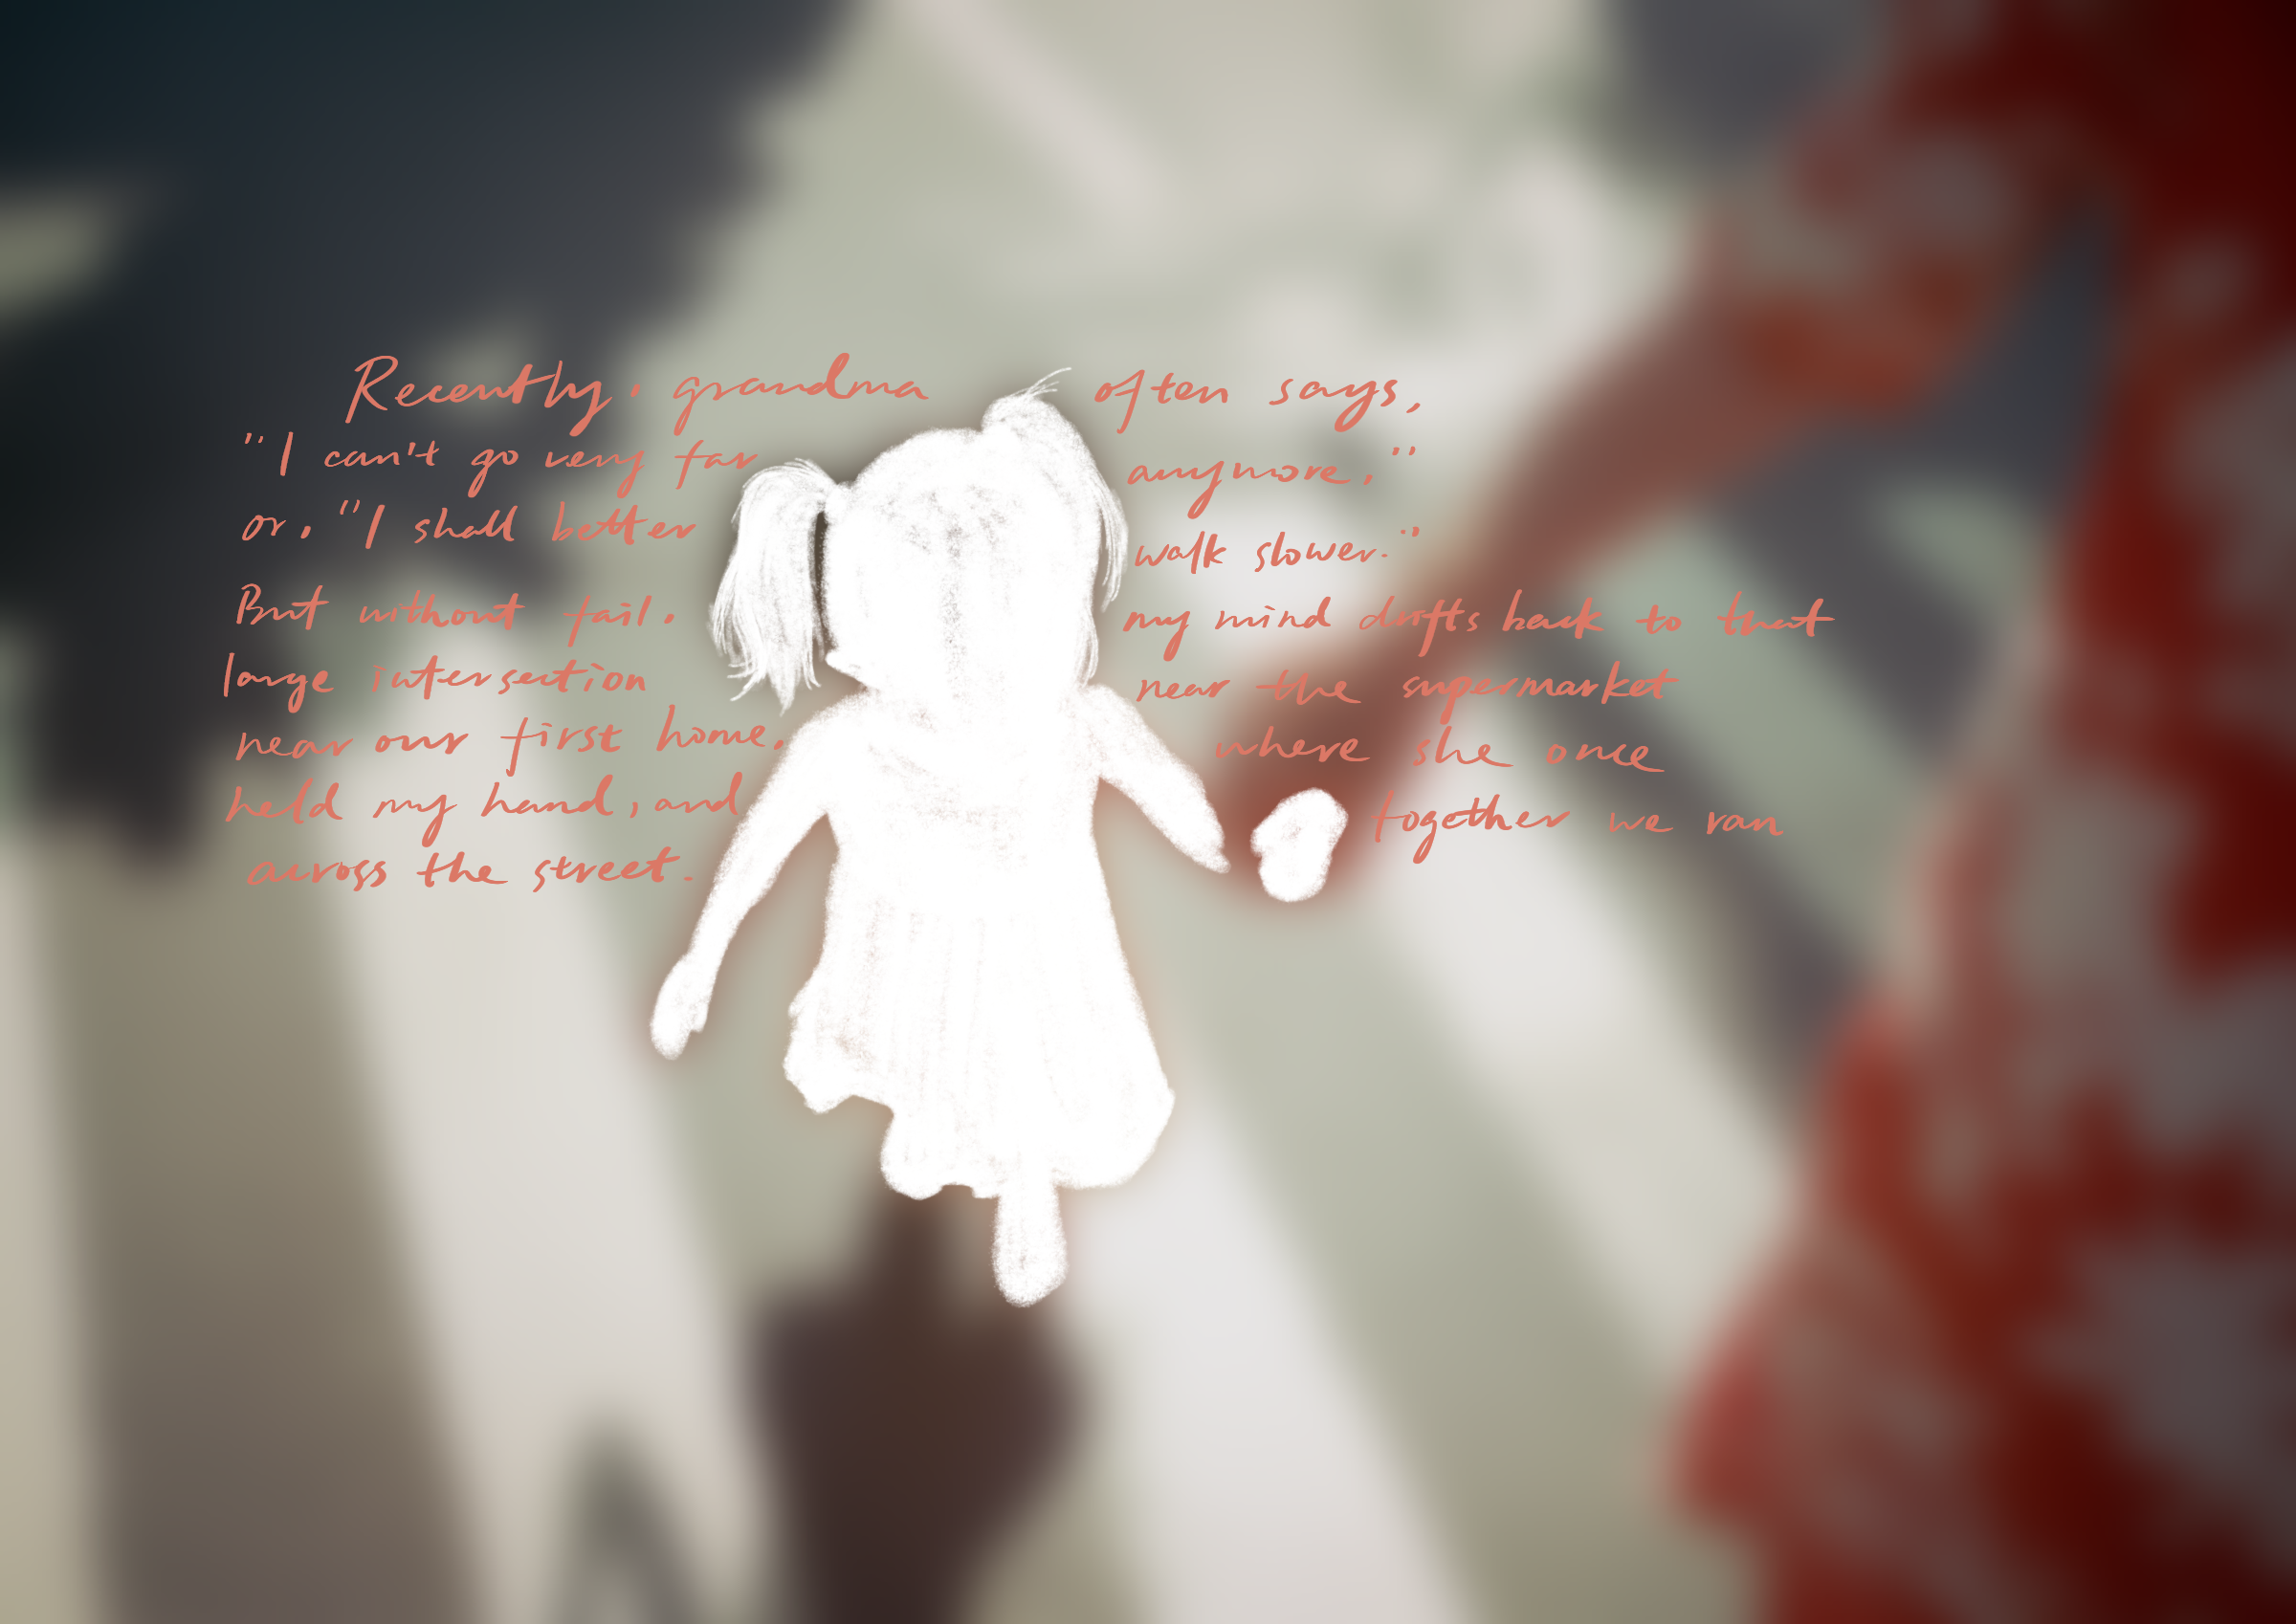 Recently, grandma often says,
"I can't go very far anymore,"
or, "I shall better walk slower."
But without fail, my mind drifts back to that
large intersection near the supermarket
near our first home, where she once
held my hand, and together we ran
across the street.